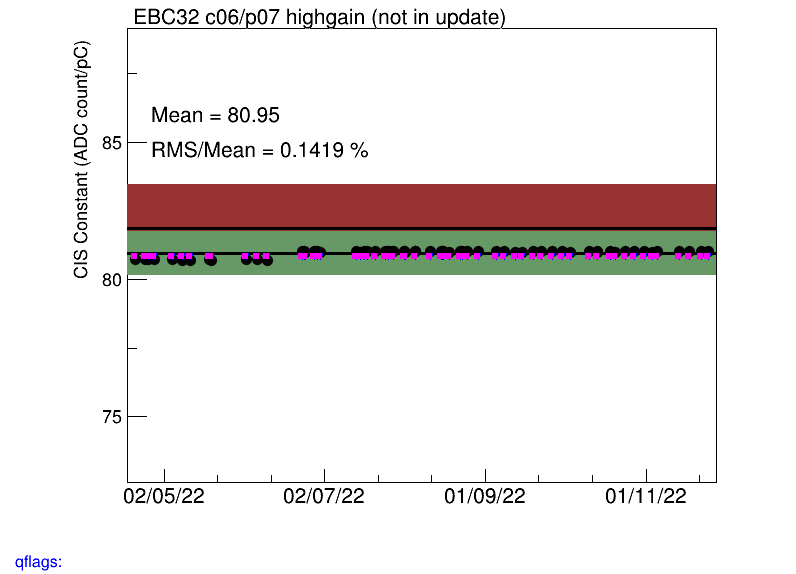 EBC32 c06/p07 highgain (not in update)
CIS Constant (ADC count/pC)
Mean = 80.95
RMS/Mean = 0.1419 %
85
80
75
02/05/22 02/07/22 01/09/22 01/11/22
qflags: